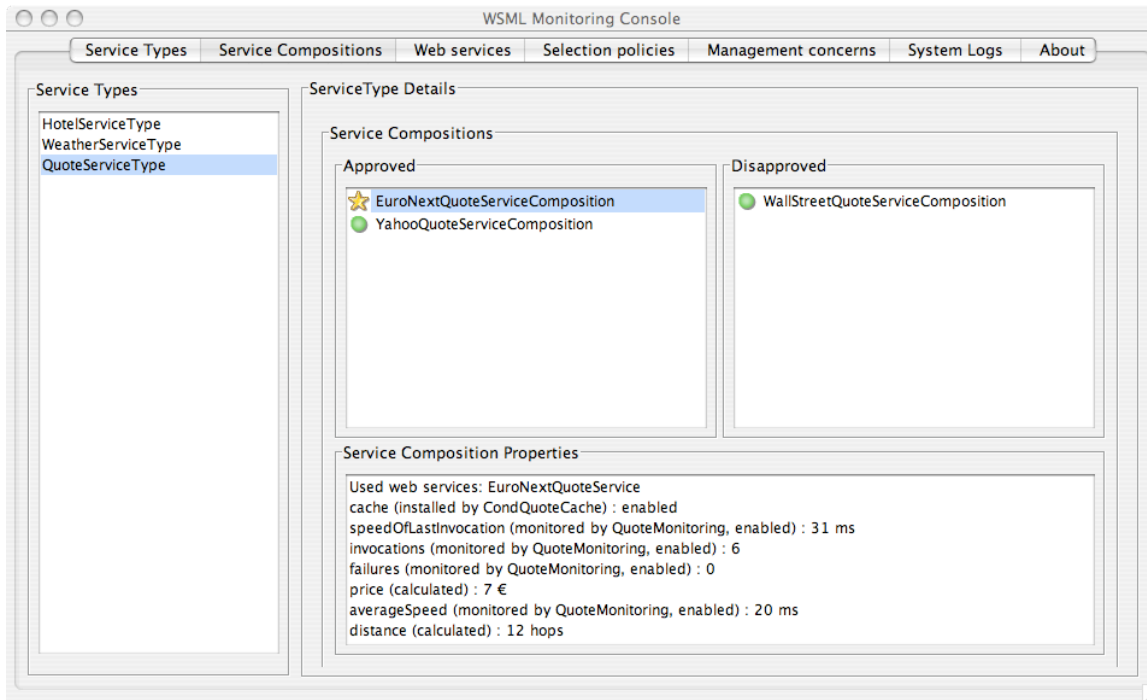 WSML Monitoring Console
Service Types Service Compositions Web services Selection policies Management concerns System Logs About
Service Types
HotelServiceType
WeatherServiceType
QuoteServiceType
ServiceType Details
Service Compositions
Approved
EuroNextQuoteServiceComposition
YahooQuoteServiceComposition
Disapproved
WallStreetQuoteServiceComposition
Service Composition Properties
Used web services: EuroNextQuoteService
cache (installed by CondQuoteCache) : enabled
speedOfLastInvocation (monitored by QuoteMonitoring, enabled) : 31 ms
invocations (monitored by QuoteMonitoring, enabled) : 6
failures (monitored by QuoteMonitoring, enabled) : 0
price (calculated) : 7 €
averageSpeed (monitored by QuoteMonitoring, enabled) : 20 ms
distance (calculated) : 12 hops